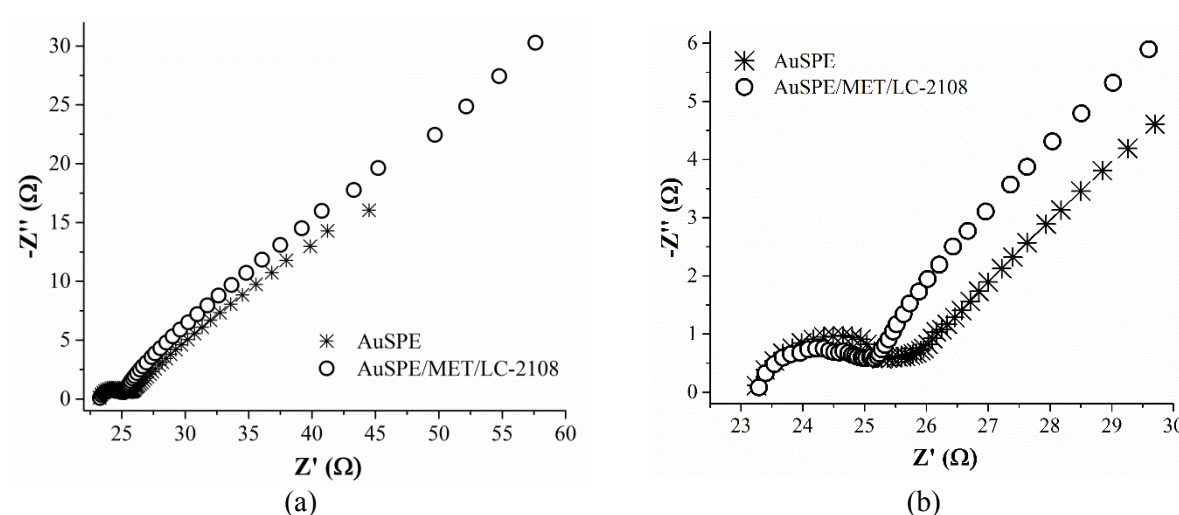 30
25
20
15
10
5
0
-Z'' (Ω)
AuSPE
AuSPE/MET/LC-2108
25 30 35 40 45 50 55 60
Z' (Ω)
(a)
6
5
4
3
2
1
0
-Z'' (Ω)
AuSPE
AuSPE/MET/LC-2108
23 24 25 26 27 28 29 30
Z' (Ω)
(b)